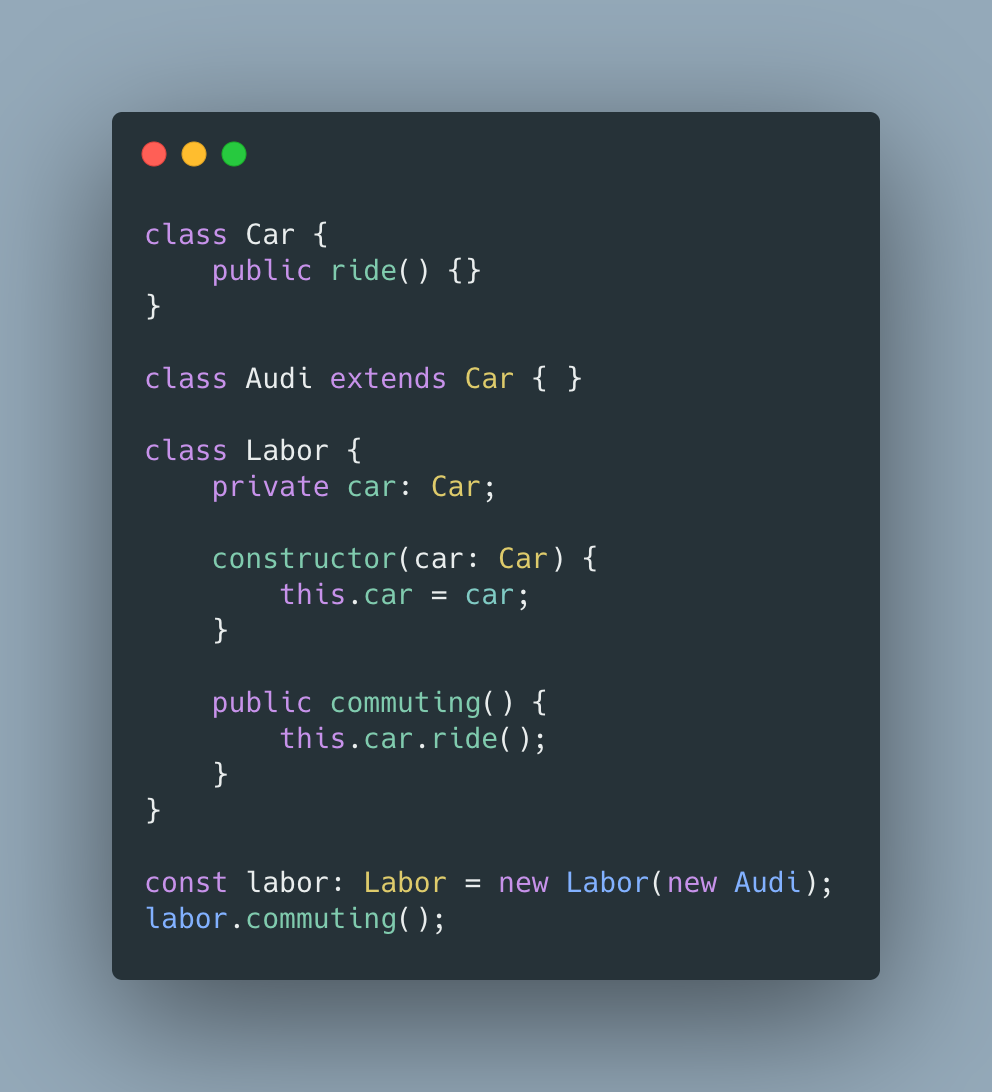 class Car {
    public ride() {}
}

class Audi extends Car { }

class Labor {
    private car: Car;

    constructor(car: Car) {
        this.car = car;
    }

    public commuting() {
        this.car.ride();
    }
}

const labor: Labor = new Labor(new Audi);
labor.commuting();